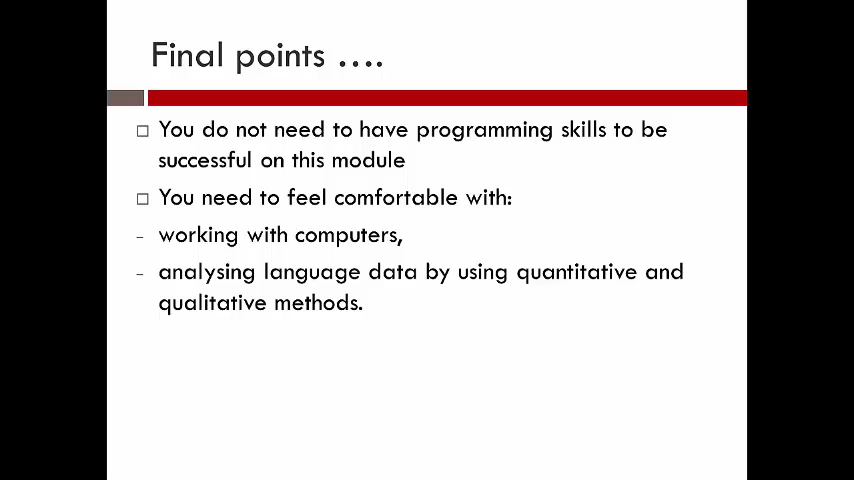 Final points ....
You do not need to have programming skills to be
successful on this module
You need to feel comfortable with:
- working with computers,
- analysing language data by using quantitative and
qualitative methods.